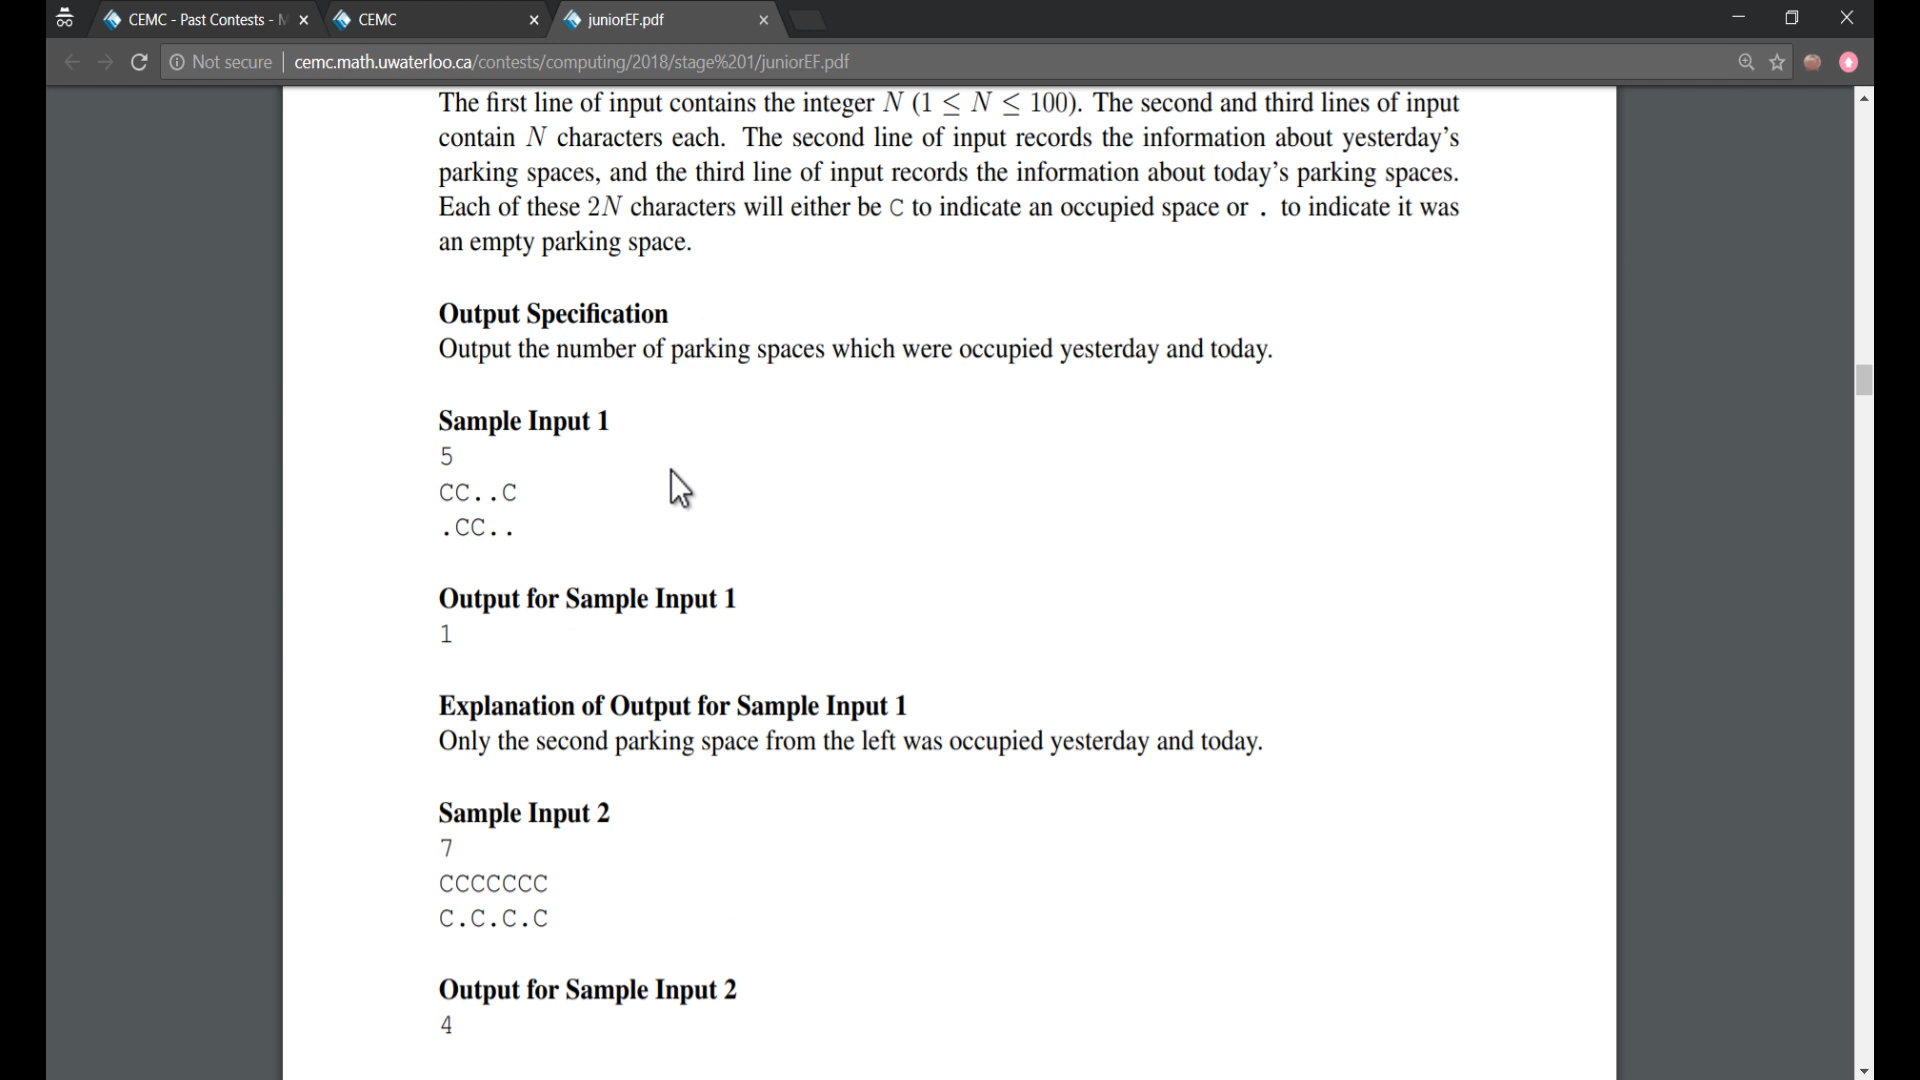 CEMC - Past Contests - M
CEMC
juniorEF.pdf
Not secure
cemc.math.uwaterloo.ca/contests/computing/2018/stage%201/juniorEF.pdf
The first line of input contains the integer N (1 ≤ N ≤ 100). The second and third lines of input
contain N characters each. The second line of input records the information about yesterday's
parking spaces, and the third line of input records the information about today's parking spaces.
Each of these 2N characters will either be C to indicate an occupied space or . to indicate it was
an empty parking space.
Output Specification
Output the number of parking spaces which were occupied yesterday and today.
Sample Input 1
5
CC..C
.CC..
Output for Sample Input 1
1
Explanation of Output for Sample Input 1
Only the second parking space from the left was occupied yesterday and today.
Sample Input 2
7
CCCCCCC
C.C.C.C
Output for Sample Input 2
4